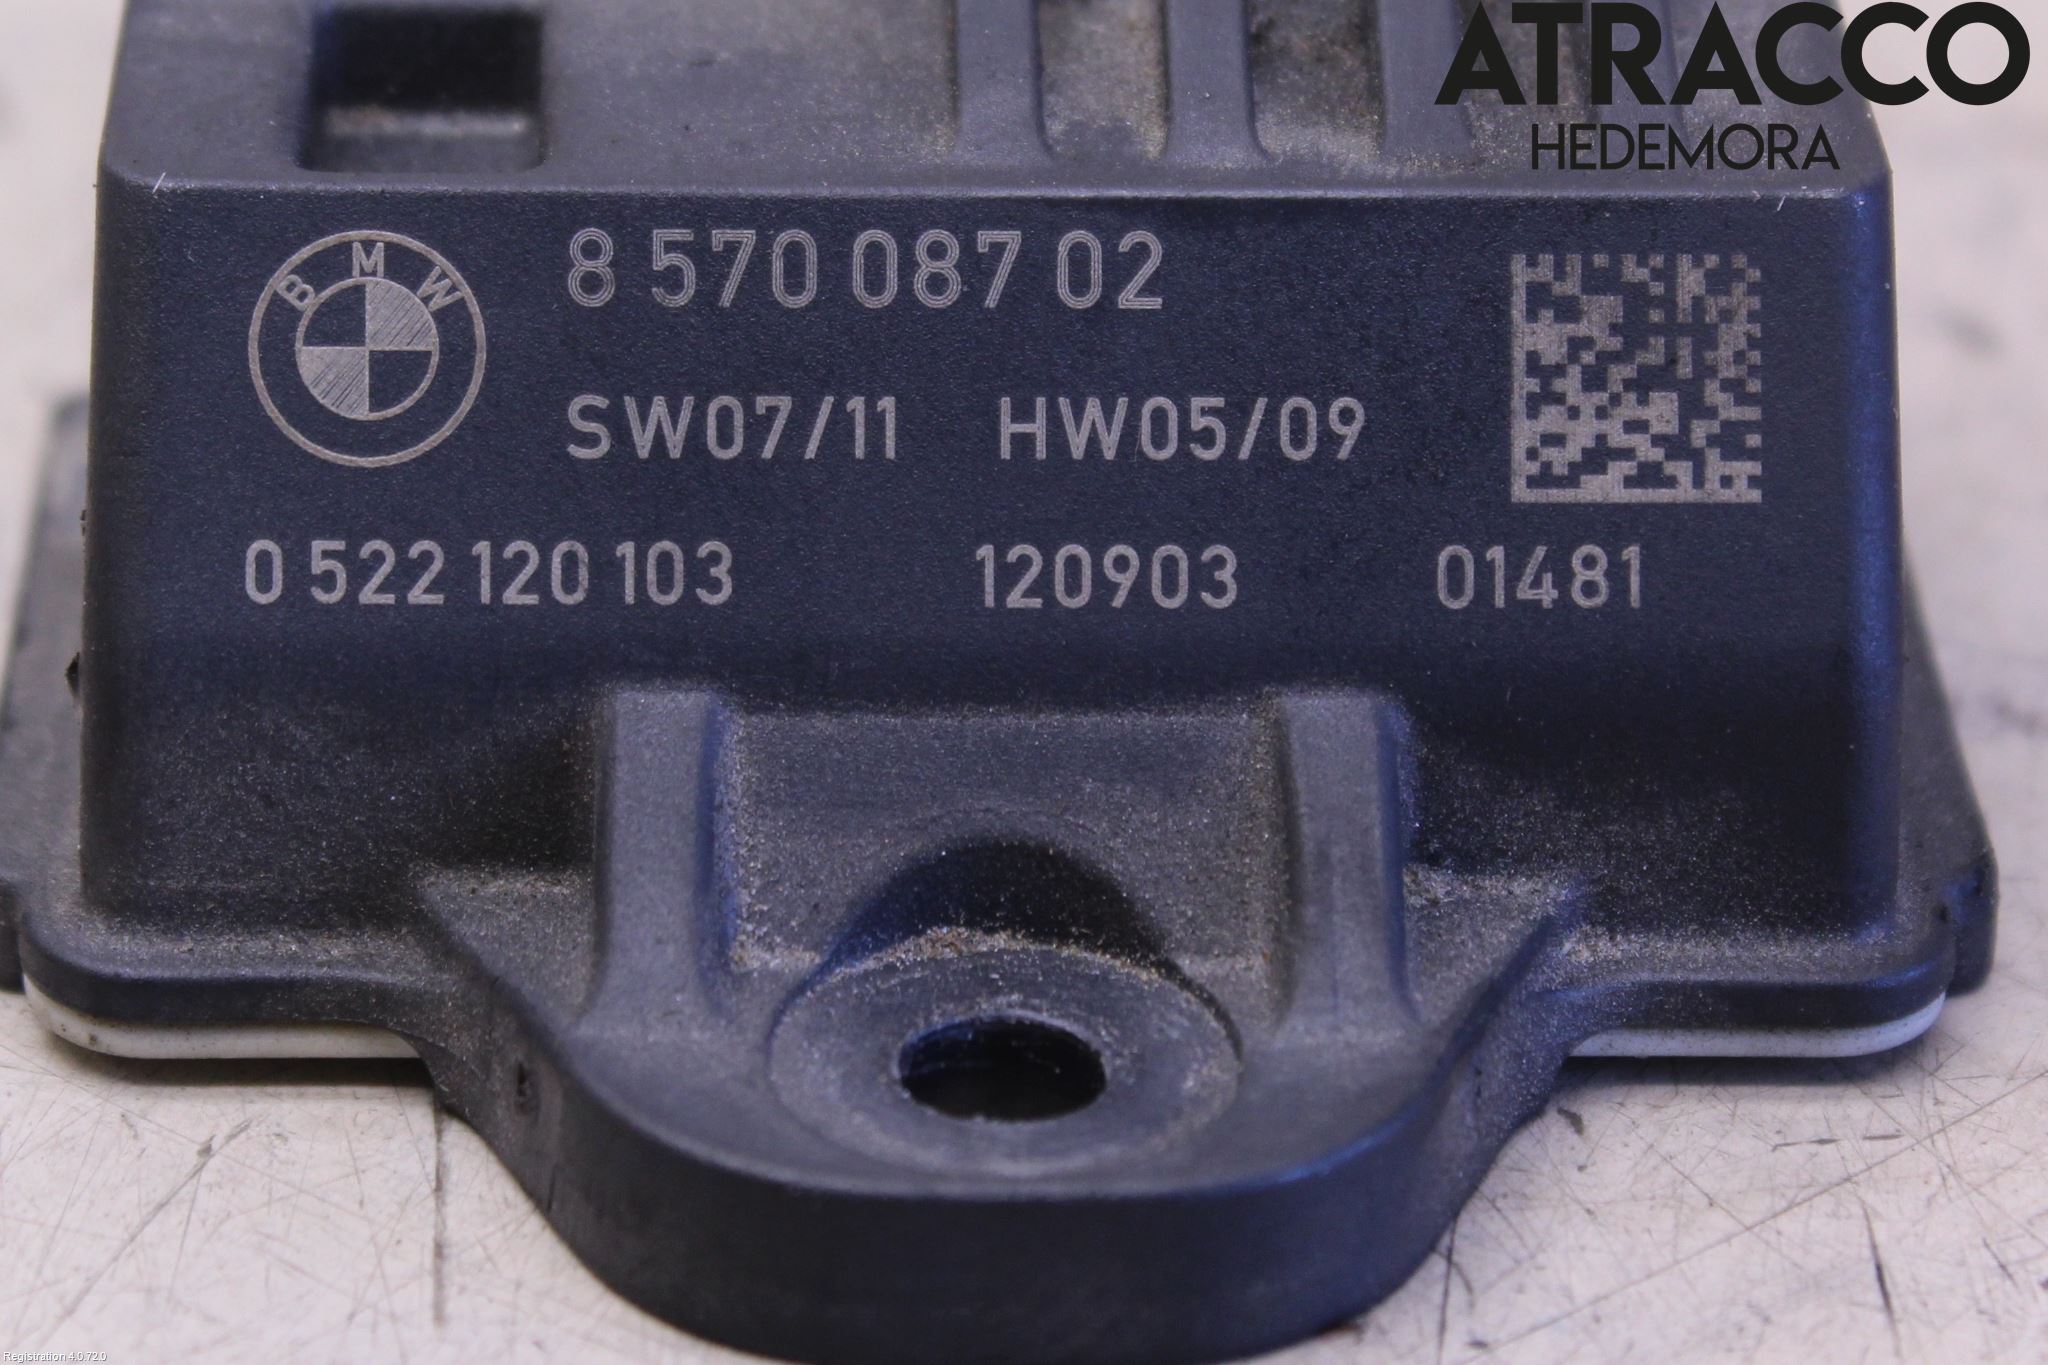 ATRACCO
HEDEMORA
BMW
8 570 087 02
SW07/11 HW05/09
0 522 120 103 120903 01481
Registration 4.0.72.0